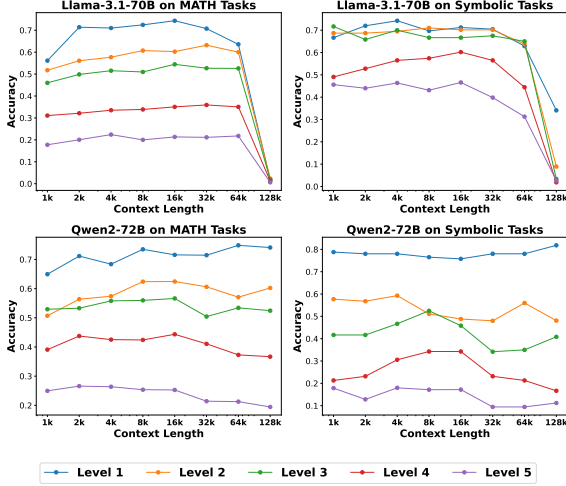 Llama-3.1-70B on MATH Tasks
Accuracy
0.7
0.6
0.5
0.4
0.3
0.2
0.1
0.0
1k 2k 4k 8k 16k 32k 64k 128k
Context Length
Llama-3.1-70B on Symbolic Tasks
Accuracy
0.7
0.6
0.5
0.4
0.3
0.2
0.1
0.0
1k 2k 4k 8k 16k 32k 64k 128k
Context Length
Qwen2-72B on MATH Tasks
Accuracy
0.7
0.6
0.5
0.4
0.3
0.2
1k 2k 4k 8k 16k 32k 64k 128k
Context Length
Qwen2-72B on Symbolic Tasks
Accuracy
0.8
0.7
0.6
0.5
0.4
0.3
0.2
0.1
1k 2k 4k 8k 16k 32k 64k 128k
Context Length
Level 1 Level 2 Level 3 Level 4 Level 5